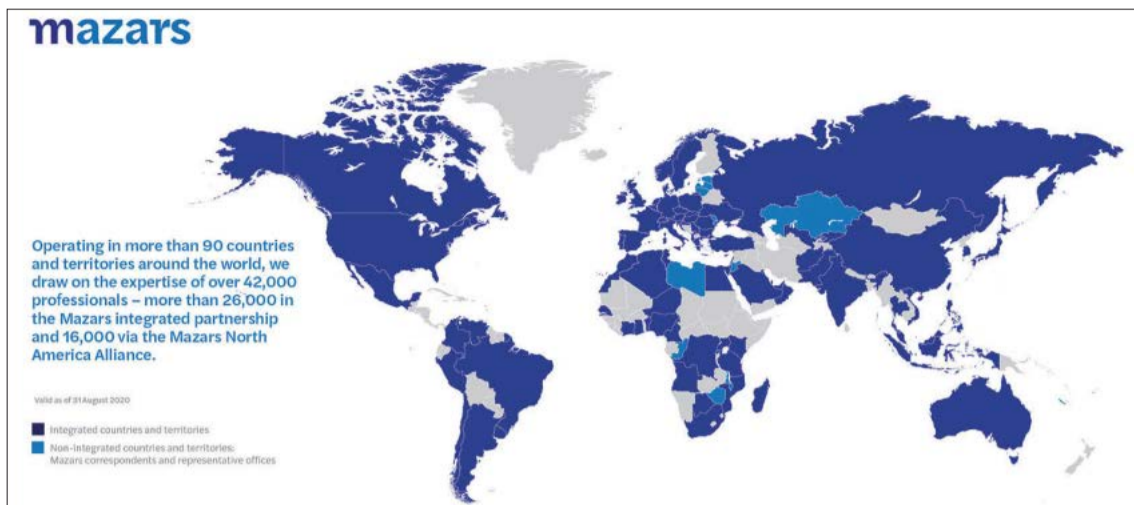 mazars
Operating in more than 90 countries
and territories around the world, we
draw on the expertise of over 42,000
professionals – more than 26,000 in
the Mazars integrated partnership
and 16,000 via the Mazars North
America Alliance.
Valid as of 31 August 2020
Integrated countries and territories
Non-integrated countries and territories:
Mazars correspondents and representative offices